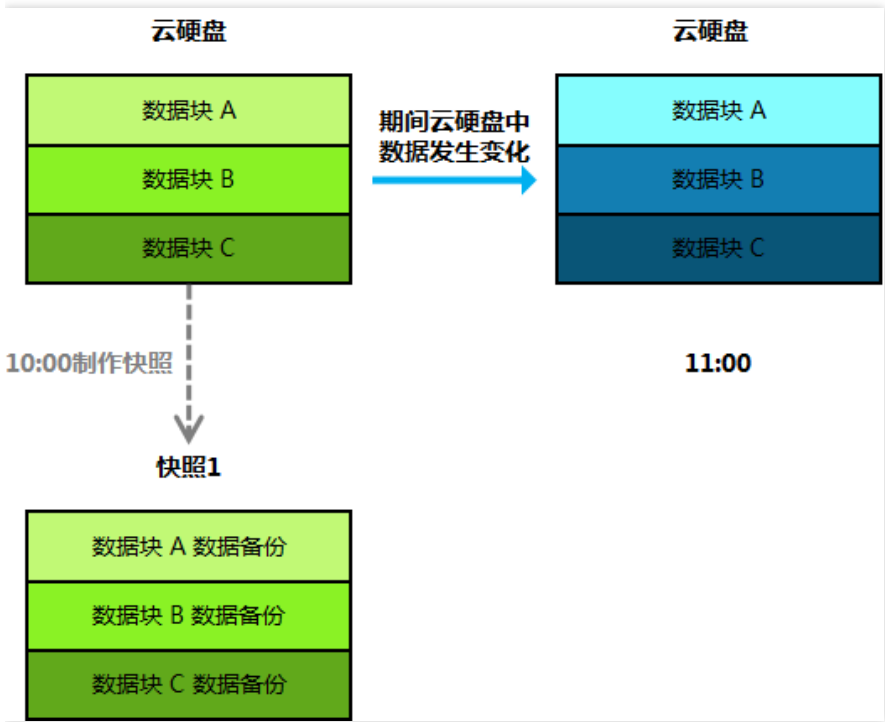 云硬盘
云硬盘
数据块 A
数据块 B
数据块 C
期间云硬盘中
数据发生变化
数据块 A
数据块 B
数据块 C
10:00制作快照
11:00
快照1
数据块 A 数据备份
数据块 B 数据备份
数据块 C 数据备份